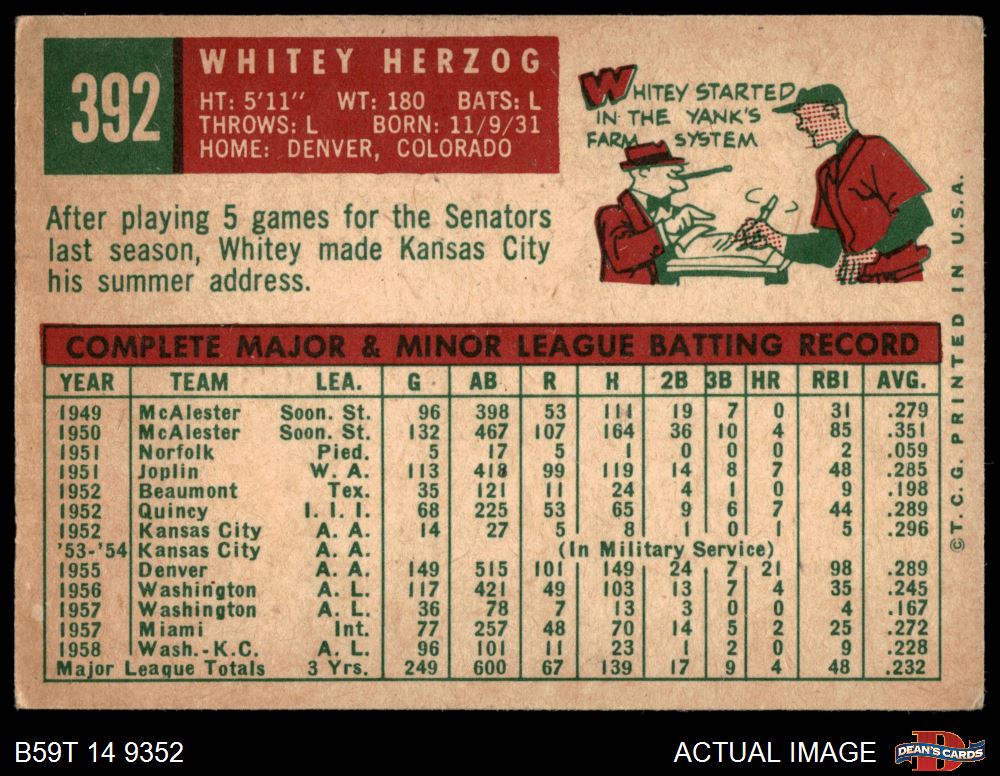 392
WHITEY HERZOG
HT: 5'11" WT: 180 BATS: L
THROWS: L BORN: 11/9/31
HOME: DENVER, COLORADO
WHITEY STARTED
IN THE YANK'S
FARM SYSTEM
After playing 5 games for the Senators
last season, Whitey made Kansas City
his summer address.
COMPLETE MAJOR & MINOR LEAGUE BATTING RECORD
YEAR TEAM LEA. G AB R H 2B 3B HR RBI AVG.
1949 McAlester Soon. St. 96 398 53 111 19 7 0 31 .279
1950 McAlester Soon. St. 132 467 107 164 36 10 4 85 .351
1951 Norfolk Pied. 5 17 5 1 0 0 0 2 .059
1951 Joplin W. A. 113 418 99 119 14 8 7 48 .285
1952 Beaumont Tex. 35 121 11 24 4 1 0 9 .198
1952 Quincy I. I. I. 68 225 53 65 9 6 7 44 .289
1952 Kansas City A. A. 14 27 5 8 1 0 1 5 .296
'53-'54 Kansas City A. A. (In Military Service)
1955 Denver A. A. 149 515 101 149 24 7 21 98 .289
1956 Washington A. L. 117 421 49 103 13 7 4 35 .245
1957 Washington A. L. 36 78 7 13 3 0 0 4 .167
1957 Miami Int. 77 257 48 70 14 5 2 25 .272
1958 Wash.-K.C. A. L. 96 101 11 23 1 2 0 9 .228
Major League Totals 3 Yrs. 249 600 67 139 17 9 4 48 .232
© T. C. G. PRINTED IN U.S.A.
B59T 14 9352
ACTUAL IMAGE
DEAN'S CARDS